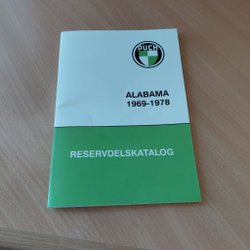 PUCH
ALABAMA
1969-1978
RESERVDELSKATALOG